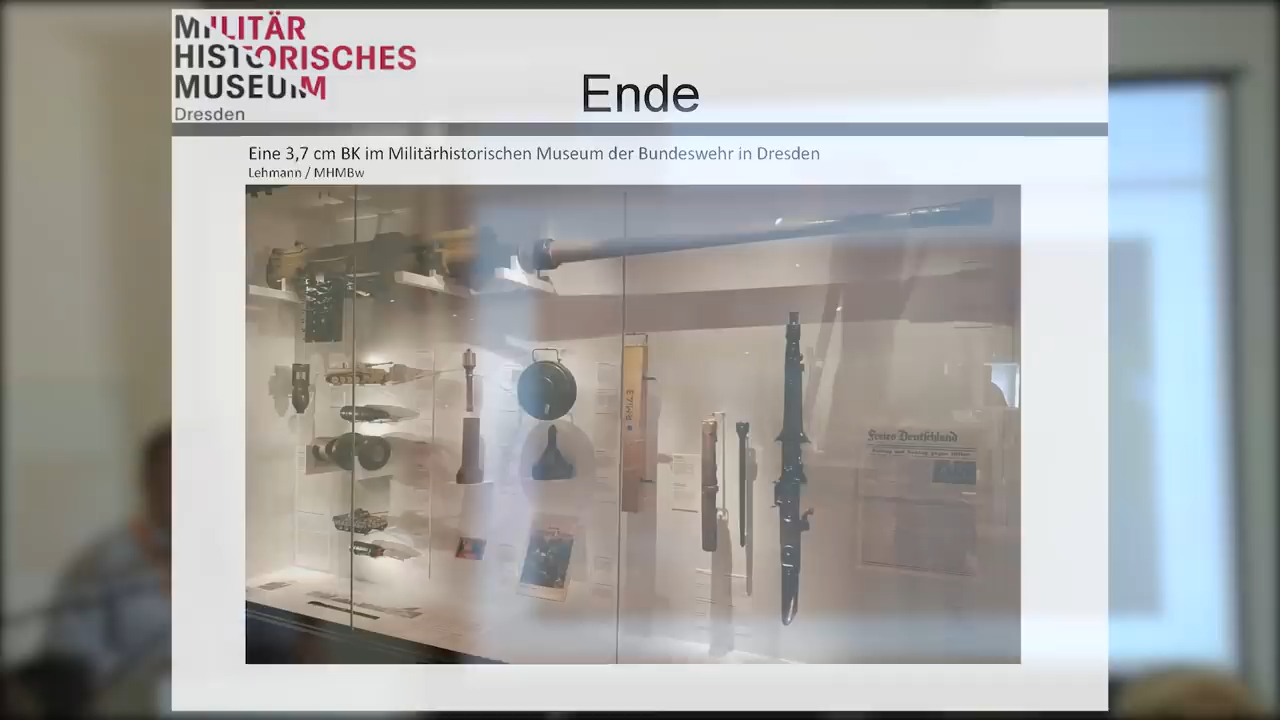 MILITÄR
HISTORISCHES
MUSEUM
Dresden
Ende
Eine 3,7 cm BK im Militärhistorischen Museum der Bundeswehr in Dresden
Lehmann / MHMBw
RMi43
Freies Deutschland